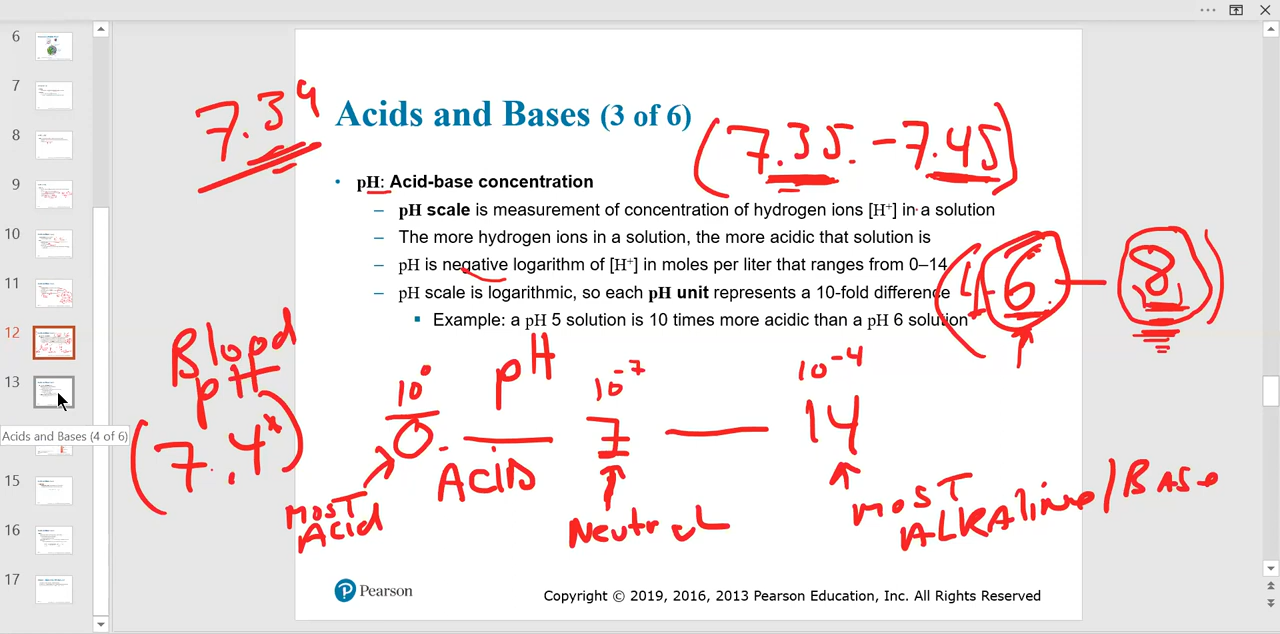 6
7
8
9
10
11
12
13
15
16
17
Acids and Bases (4 of 6)
Acids and Bases (3 of 6)
7.34
(7.35. - 7.45)
• pH: Acid-base concentration
– pH scale is measurement of concentration of hydrogen ions [H⁺] in a solution
– The more hydrogen ions in a solution, the more acidic that solution is
– pH is negative logarithm of [H⁺] in moles per liter that ranges from 0–14
– pH scale is logarithmic, so each pH unit represents a 10-fold difference
▪ Example: a pH 5 solution is 10 times more acidic than a pH 6 solution
6 — 8
Blood
pH
(7.4)
pH
10⁰ 10⁻⁷ 10⁻⁴
0 — 7 — 14
Acids
MOST
Acid
Neutral
MOST
ALKAline/BASe
Pearson
Copyright © 2019, 2016, 2013 Pearson Education, Inc. All Rights Reserved